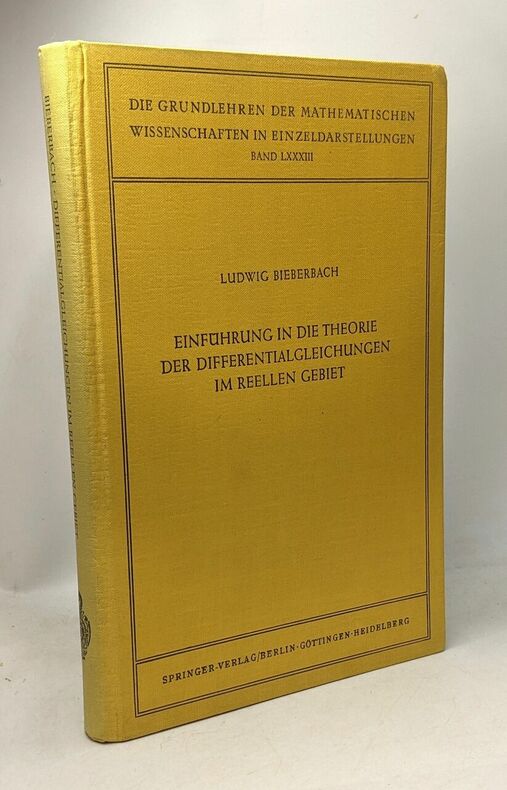 DIE GRUNDLEHREN DER MATHEMATISCHEN
WISSENSCHAFTEN IN EINZELDARSTELLUNGEN
BAND LXXXIII
LUDWIG BIEBERBACH
EINFÜHRUNG IN DIE THEORIE
DER DIFFERENTIALGLEICHUNGEN
IM REELLEN GEBIET
SPRINGER-VERLAG/BERLIN·GÖTTINGEN·HEIDELBERG
BIEBERBACH · DIFFERENTIALGLEICHUNGEN IM REELLEN GEBIET